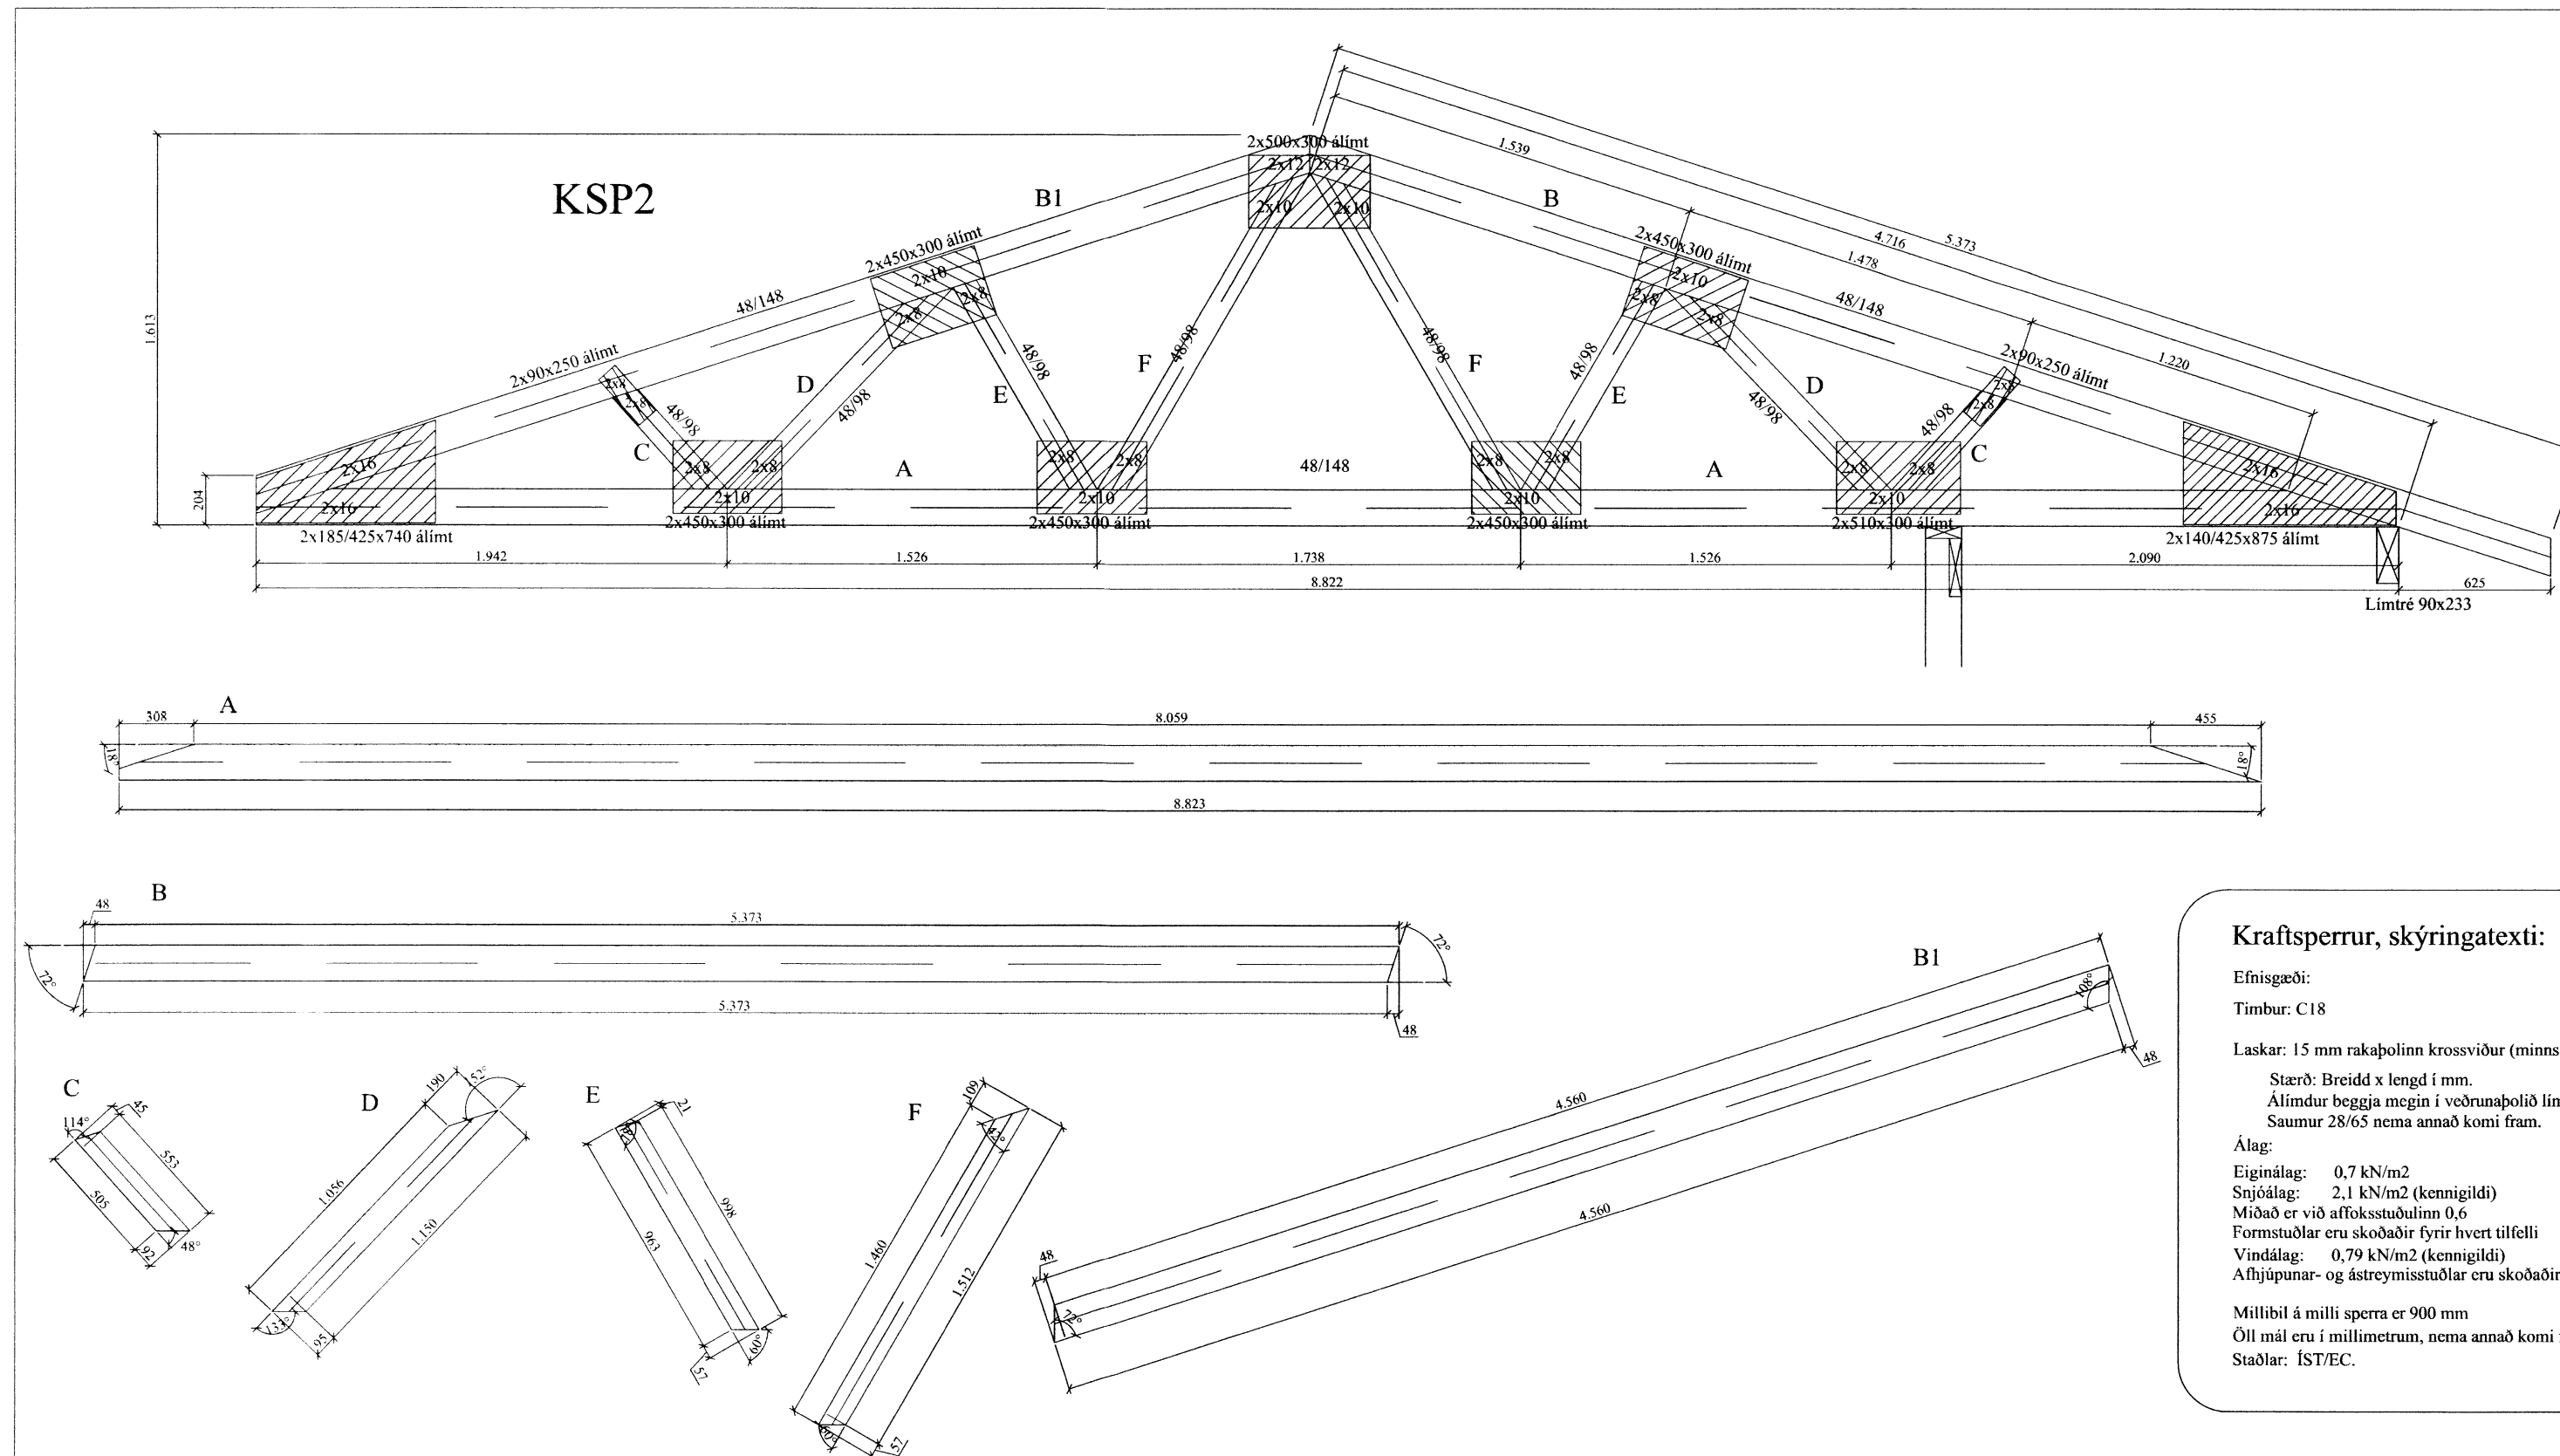 KSP2
2x500x300 álímt
2x12 2x12
2x10 2x10
B1
B
1.539
4.716
5.373
1.478
1.220
2x450x300 álímt
2x10
2x8
2x8
2x450x300 álímt
2x10
2x8
2x8
48/148
48/148
1.613
204
2x90x250 álímt
2x8
2x8
2x90x250 álímt
2x8
2x8
48/98
48/98
48/98
48/98
48/98
48/98
48/98
48/98
C
D
E
F
F
E
D
C
A
48/148
A
2x16
2x16
2x8 2x8
2x10
2x8 2x8
2x10
2x8 2x8
2x10
2x8 2x8
2x10
2x16
2x16
2x185/425x740 álímt
2x450x300 álímt
2x450x300 álímt
2x450x300 álímt
2x510x300 álímt
2x140/425x875 álímt
1.942
1.526
1.738
1.526
2.090
8.822
625
Límtré 90x233
A
308
8.059
455
18°
18°
8.823
B
48
5.373
72°
72°
5.373
48
C
114°
45
553
505
92
48°
D
190
152°
1.056
1.150
133°
95
E
21
998
963
60°
57
F
109
42°
1.460
1.512
60°
57
B1
108°
48
4.560
4.560
48
72°
Kraftsperrur, skýringatexti:
Efnisgæði:
Timbur: C18
Laskar: 15 mm rakaþolinn krossviður (minns
Stærð: Breidd x lengd í mm.
Álímdur beggja megin í veðrunaþolið lím
Saumur 28/65 nema annað komi fram.
Álag:
Eiginálag: 0,7 kN/m2
Snjóálag: 2,1 kN/m2 (kennigildi)
Miðað er við affoksstuðulinn 0,6
Formstuðlar eru skoðaðir fyrir hvert tilfelli
Vindálag: 0,79 kN/m2 (kennigildi)
Afhjúpunar- og ástreymisstuðlar eru skoðaðir
Millibil á milli sperra er 900 mm
Öll mál eru í millimetrum, nema annað komi
Staðlar: ÍST/EC.